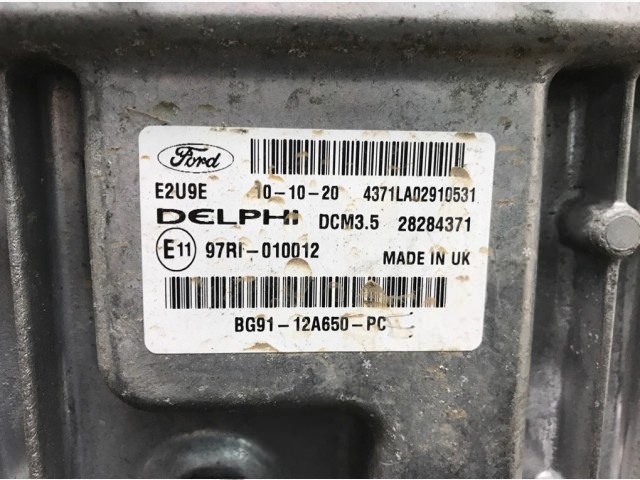 Ford
E2U9E 10-10-20 4371LA02910531
DELPHI DCM3.5 28284371
E11 97RI-010012 MADE IN UK
BG91-12A650-PC